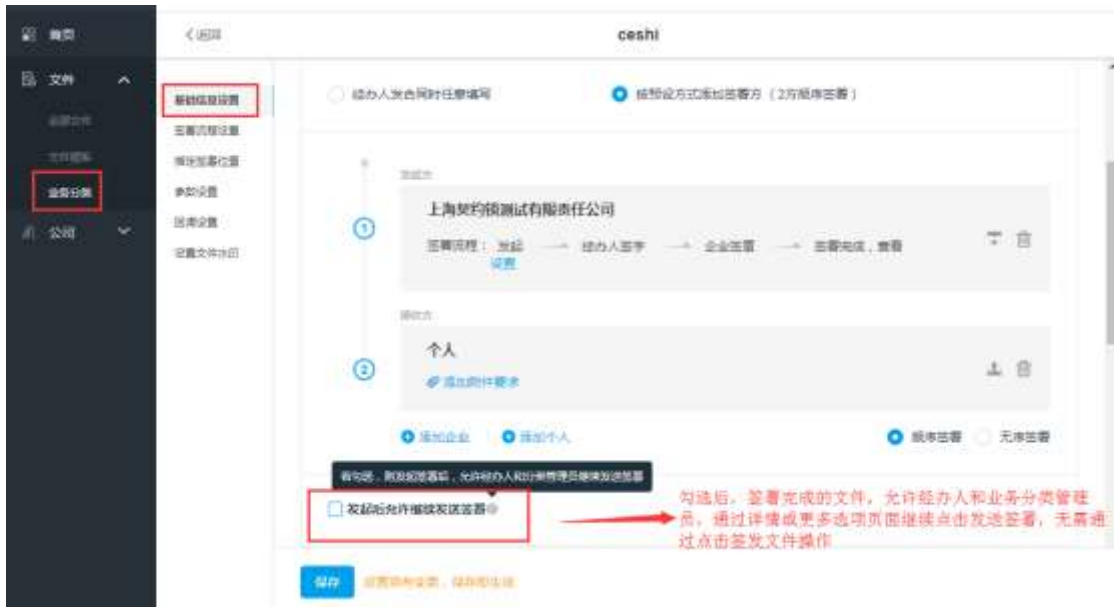 首页
<返回
ceshi
文件
基础信息设置
经办人发合同时任意填写
按预设方式添加签署方（2方顺序签署）
签署流程设置
业务分类
参数设置
公司
发起方
1
上海契约锁测试有限责任公司
签署流程：发起 → 经办人签字 → 企业签署 → 签署完成，查看
设置
设置文件水印
接收方
2
个人
添加附件要求
添加企业
添加个人
顺序签署
无序签署
若勾选，则发起签署后，允许经办人和分类管理员继续发送签署
发起后允许继续发送签署
勾选后，签署完成的文件，允许经办人和业务分类管理
员，通过详情或更多选项页面继续点击发送签署，无需通
过点击签发文件操作
保存